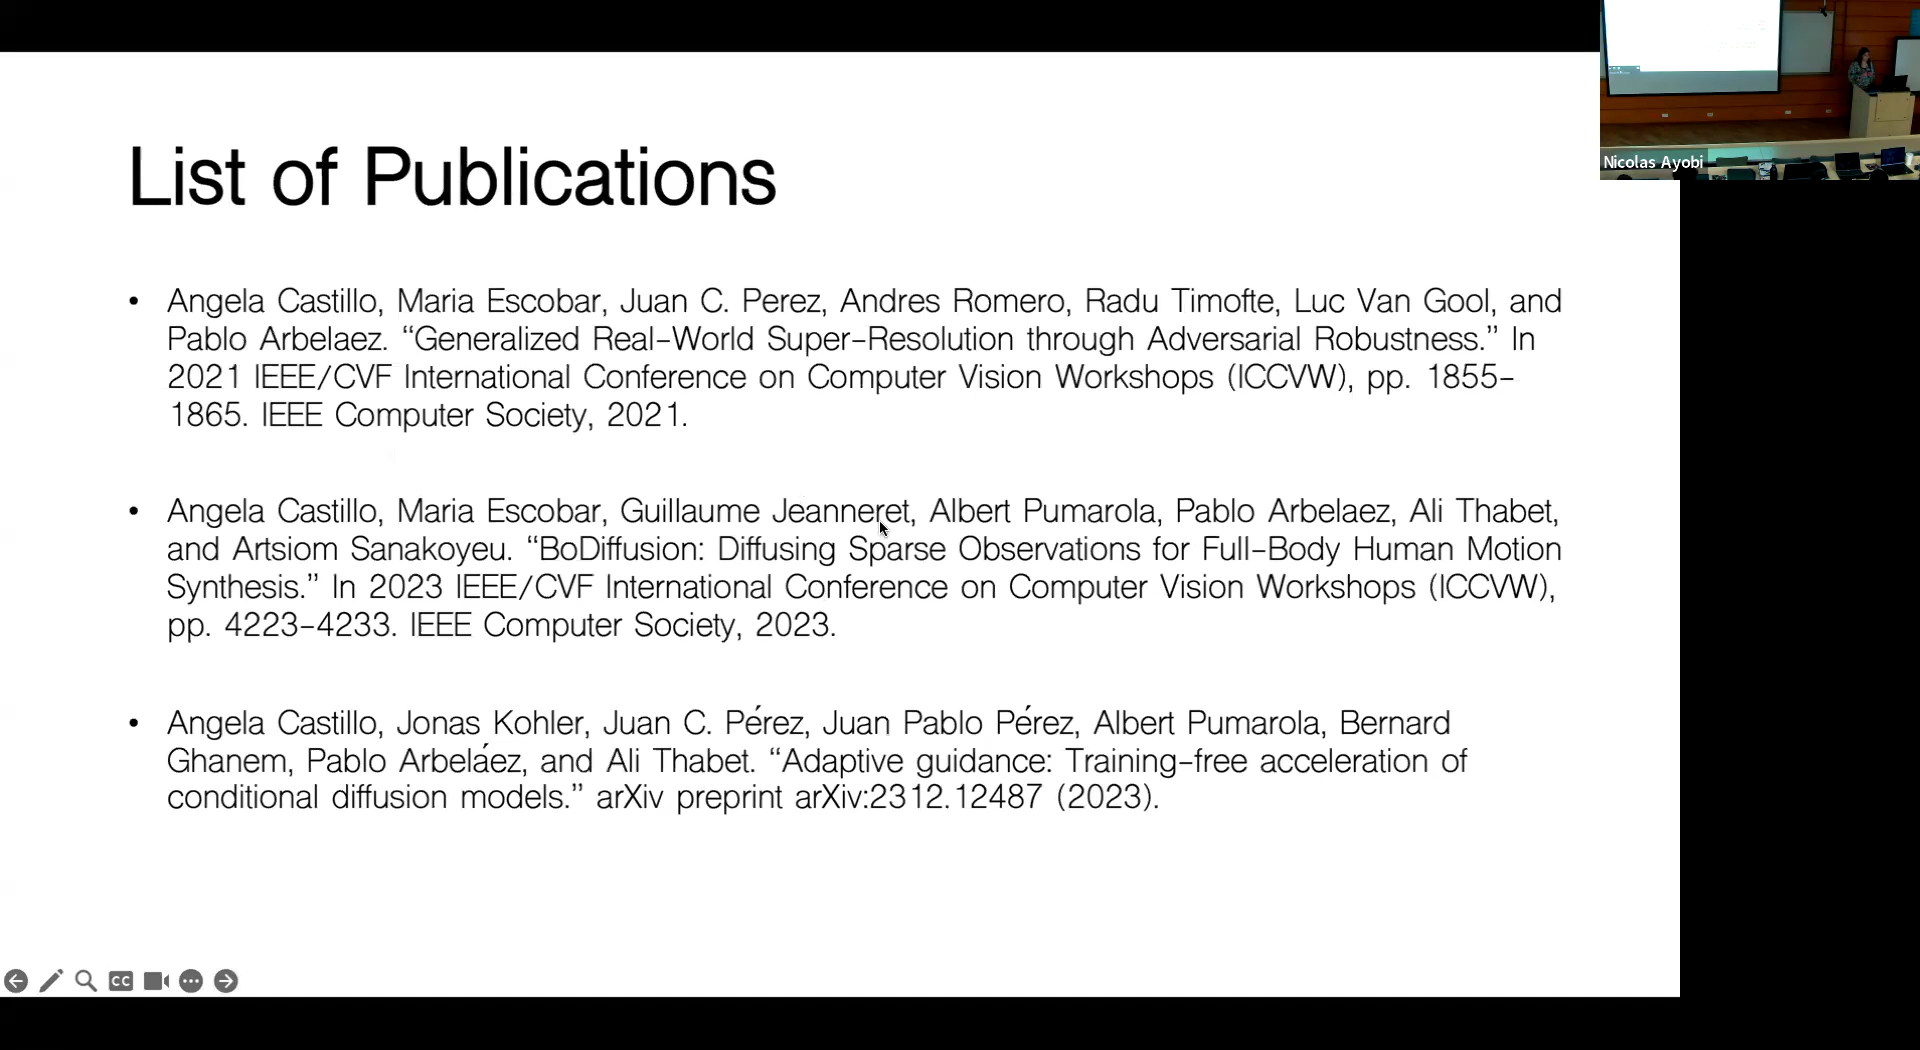 List of Publications
• Angela Castillo, Maria Escobar, Juan C. Perez, Andres Romero, Radu Timofte, Luc Van Gool, and
Pablo Arbelaez. “Generalized Real-World Super-Resolution through Adversarial Robustness.” In
2021 IEEE/CVF International Conference on Computer Vision Workshops (ICCVW), pp. 1855-
1865. IEEE Computer Society, 2021.
• Angela Castillo, Maria Escobar, Guillaume Jeanneret, Albert Pumarola, Pablo Arbelaez, Ali Thabet,
and Artsiom Sanakoyeu. “BoDiffusion: Diffusing Sparse Observations for Full-Body Human Motion
Synthesis.” In 2023 IEEE/CVF International Conference on Computer Vision Workshops (ICCVW),
pp. 4223-4233. IEEE Computer Society, 2023.
• Angela Castillo, Jonas Kohler, Juan C. Pérez, Juan Pablo Pérez, Albert Pumarola, Bernard
Ghanem, Pablo Arbeláez, and Ali Thabet. “Adaptive guidance: Training-free acceleration of
conditional diffusion models.” arXiv preprint arXiv:2312.12487 (2023).
Nicolas Ayobi
CC